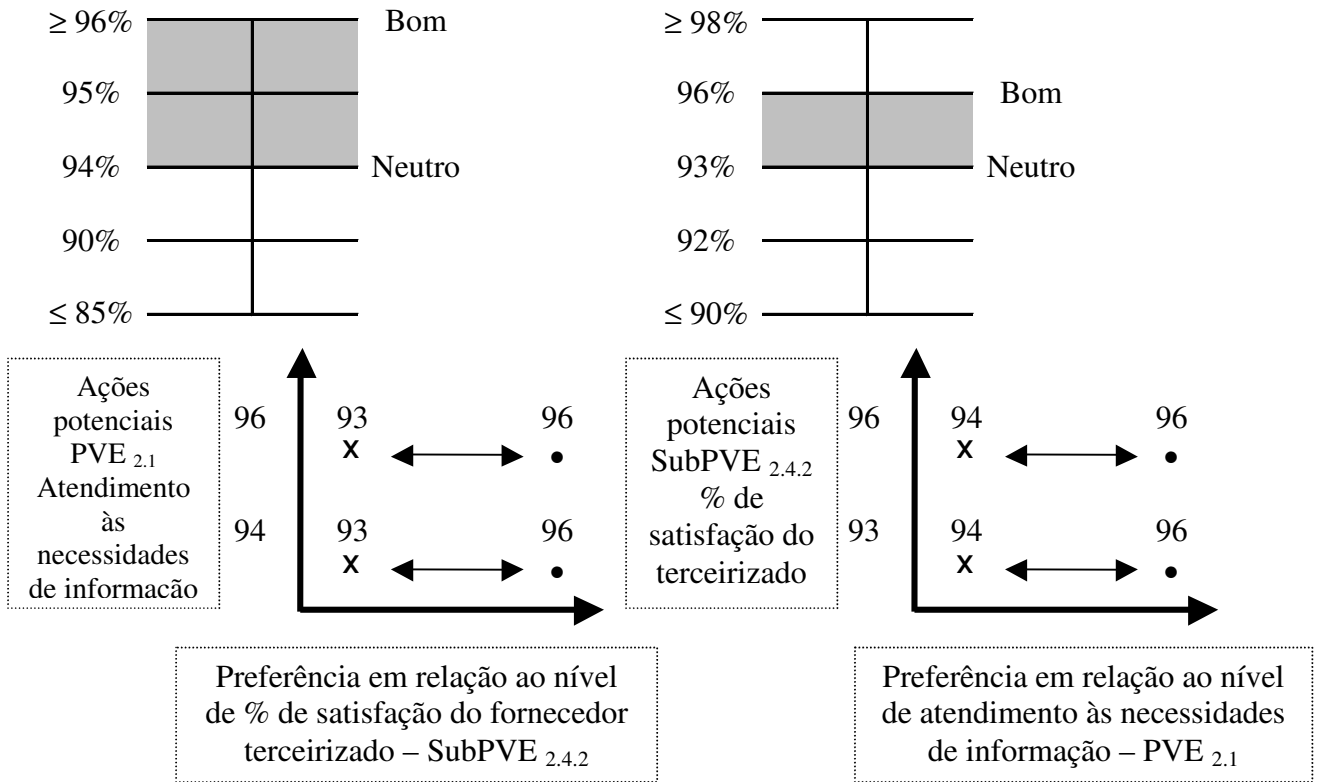 ≥ 96% Bom
95%
94% Neutro
90%
≤ 85%
≥ 98%
96% Bom
93% Neutro
92%
≤ 90%
Ações
potenciais
PVE 2.1
Atendimento
às
necessidades
de informação
96 93 96
x •
94 93 96
x •
Preferência em relação ao nível
de % de satisfação do fornecedor
terceirizado – SubPVE 2.4.2
Ações
potenciais
SubPVE 2.4.2
% de
satisfação do
terceirizado
96 94 96
x •
93 94 96
x •
Preferência em relação ao nível
de atendimento às necessidades
de informação – PVE 2.1